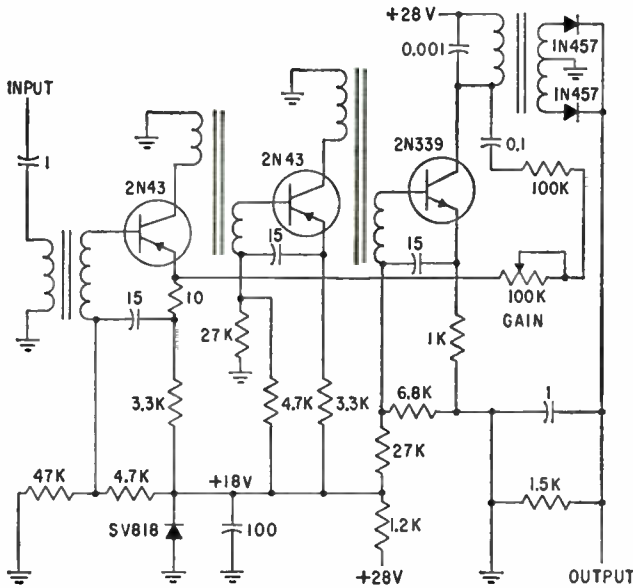 +28V
0.001
1N457
1N457
INPUT
1
2N43
2N43
2N339
0.1
100K
15
15
15
10
100K
GAIN
27K
1K
3.3K
4.7K
3.3K
6.8K
1
27K
47K
4.7K
+18V
1.5K
SV818
100
1.2K
+28V
OUTPUT